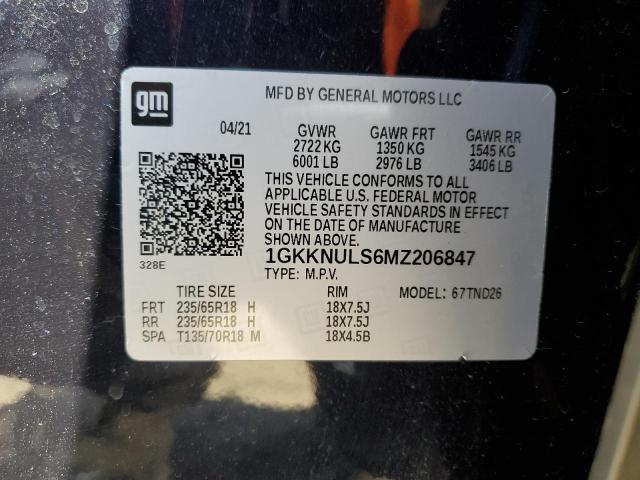 gm
MFD BY GENERAL MOTORS LLC
04/21 GVWR GAWR FRT GAWR RR
2722 KG 1350 KG 1545 KG
6001 LB 2976 LB 3406 LB
THIS VEHICLE CONFORMS TO ALL
APPLICABLE U.S. FEDERAL MOTOR
VEHICLE SAFETY STANDARDS IN EFFECT
ON THE DATE OF MANUFACTURE
SHOWN ABOVE.
1GKKNULS6MZ206847
328E
TYPE: M.P.V.
TIRE SIZE RIM MODEL: 67TND26
FRT 235/65R18 H 18X7.5J
RR 235/65R18 H 18X7.5J
SPA T135/70R18 M 18X4.5B